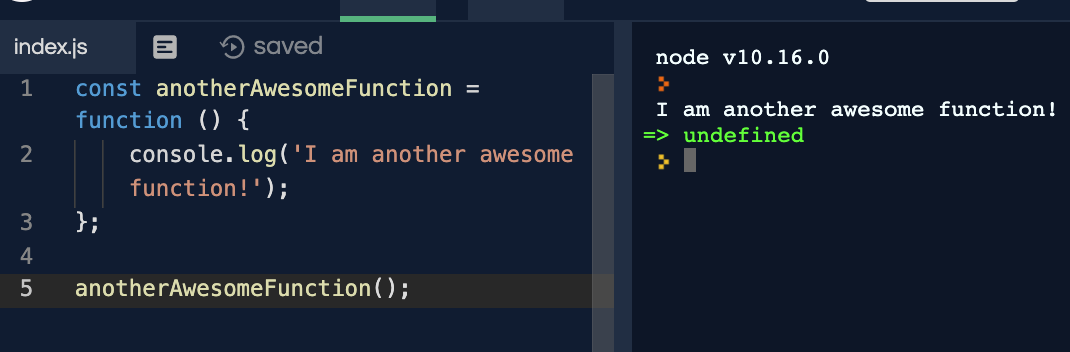 index.js saved
1 const anotherAwesomeFunction =
function () {
2 console.log('I am another awesome
function!');
3 };
4
5 anotherAwesomeFunction();
node v10.16.0
I am another awesome function!
=> undefined